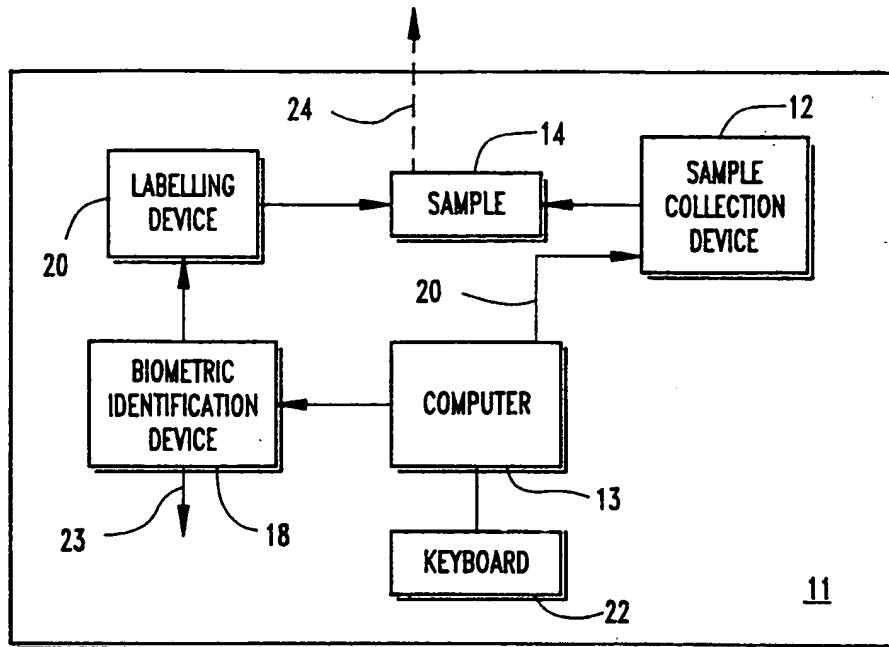 24
12
14
LABELLING
DEVICE
SAMPLE
SAMPLE
COLLECTION
DEVICE
20
20
BIOMETRIC
IDENTIFICATION
DEVICE
COMPUTER
23
18
13
KEYBOARD
22
11